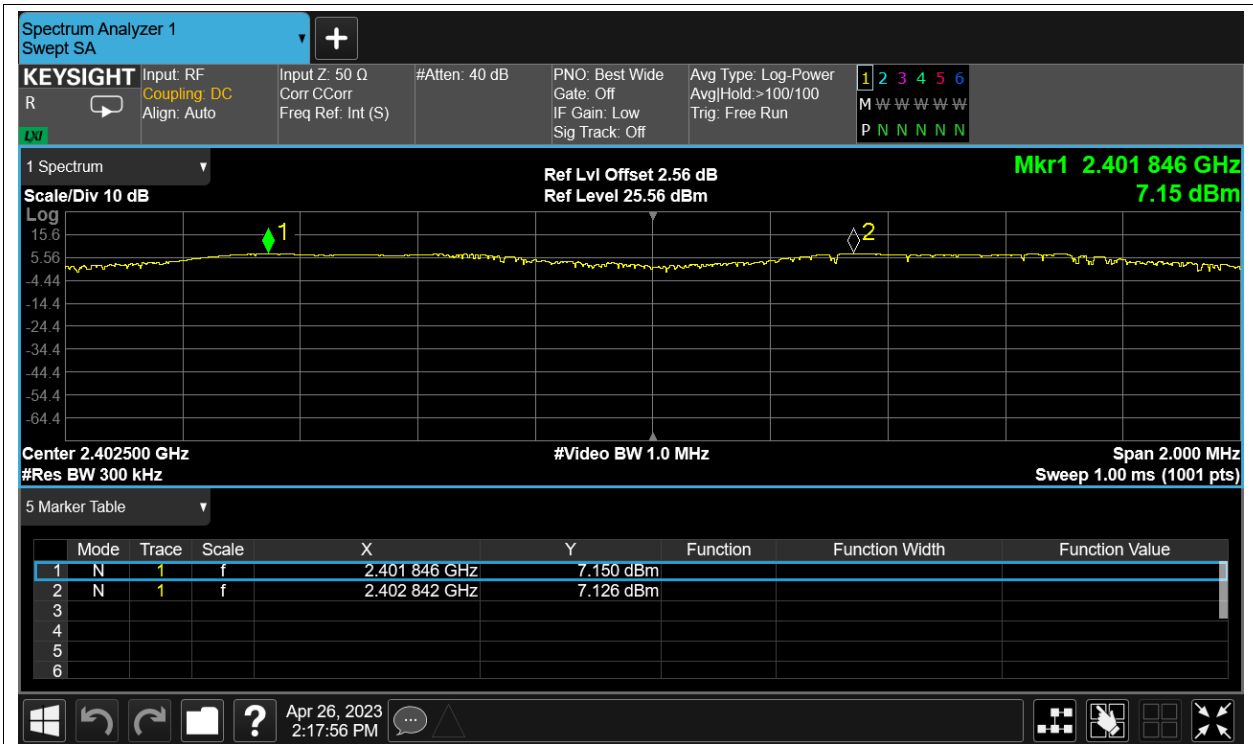 Spectrum Analyzer 1
Swept SA
KEYSIGHT
R
LXI
Input: RF
Coupling: DC
Align: Auto
Input Z: 50 Ω
Corr CCorr
Freq Ref: Int (S)
#Atten: 40 dB
PNO: Best Wide
Gate: Off
IF Gain: Low
Sig Track: Off
Avg Type: Log-Power
Avg|Hold:>100/100
Trig: Free Run
1 2 3 4 5 6
M W W W W W
P N N N N N
1 Spectrum
Scale/Div 10 dB
Ref Lvl Offset 2.56 dB
Ref Level 25.56 dBm
Mkr1 2.401 846 GHz
7.15 dBm
Log
15.6
5.56
-4.44
-14.4
-24.4
-34.4
-44.4
-54.4
-64.4
1
2
Center 2.402500 GHz
#Res BW 300 kHz
#Video BW 1.0 MHz
Span 2.000 MHz
Sweep 1.00 ms (1001 pts)
5 Marker Table
Mode Trace Scale X Y Function Function Width Function Value
1 N 1 f 2.401 846 GHz 7.150 dBm
2 N 1 f 2.402 842 GHz 7.126 dBm
3
4
5
6
?
Apr 26, 2023
2:17:56 PM